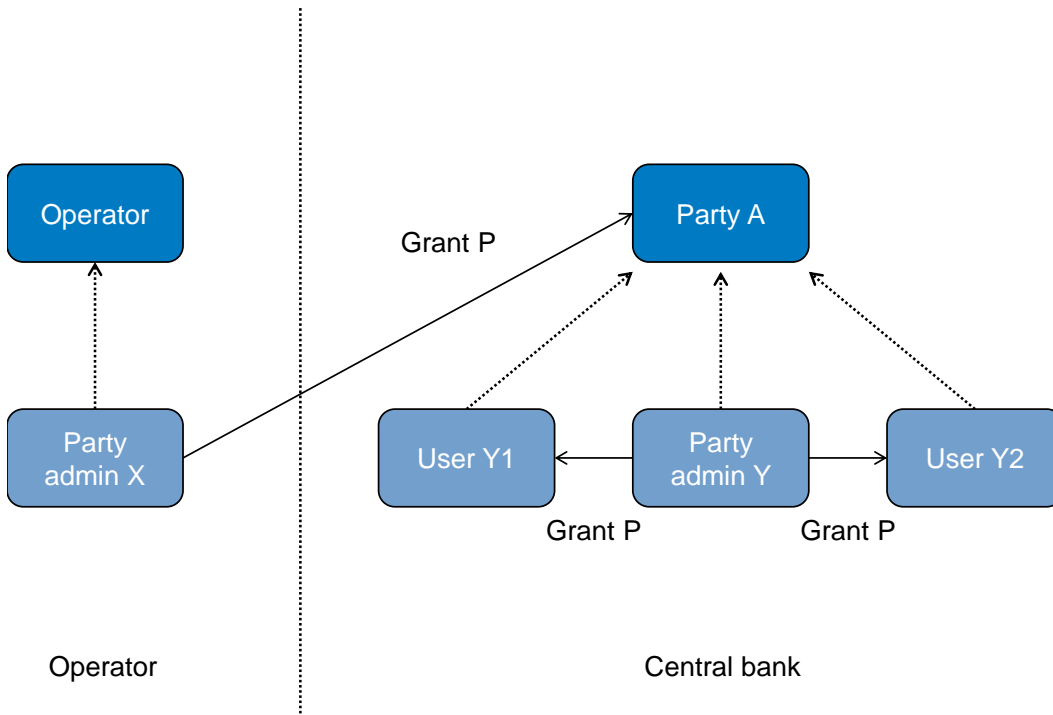 Operator
Party A
Grant P
Party
admin X
User Y1
Party
admin Y
User Y2
Grant P
Grant P
Operator
Central bank